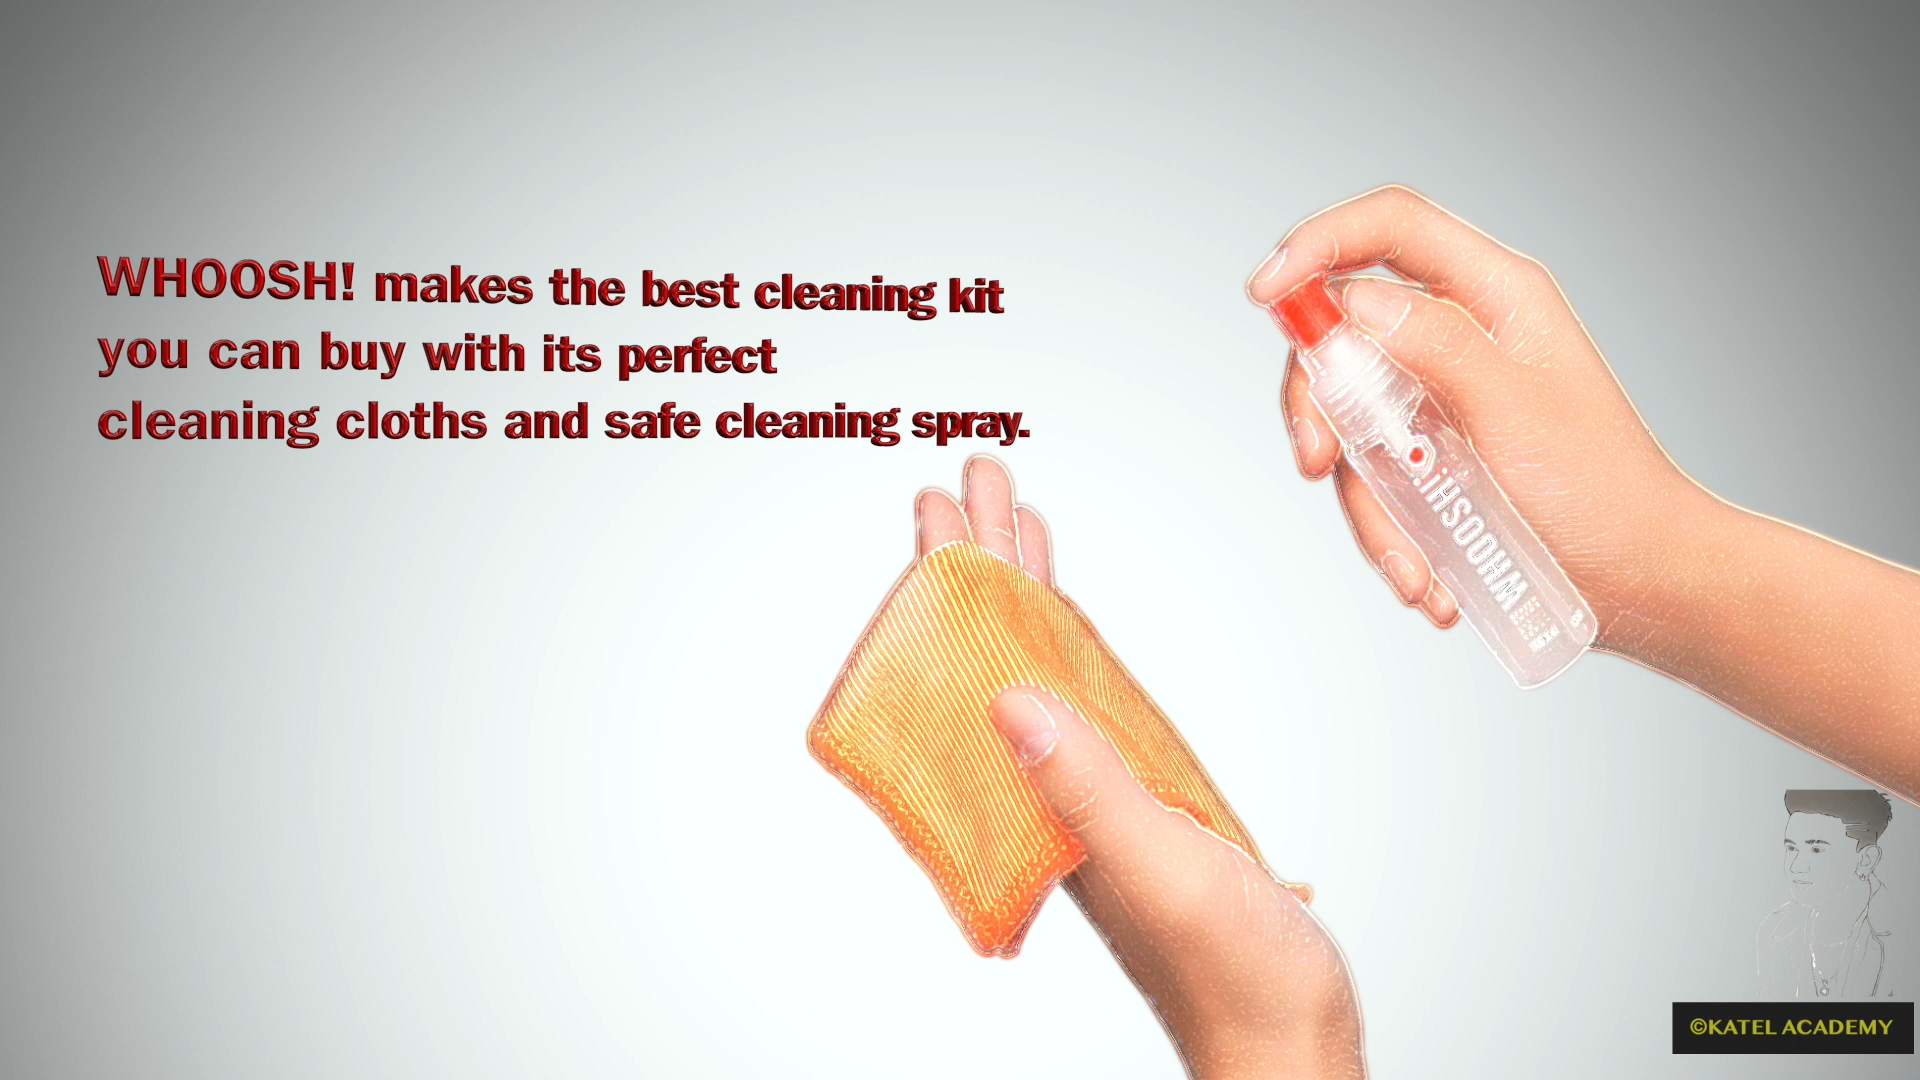 WHOOSH! makes the best cleaning kit
you can buy with its perfect
cleaning cloths and safe cleaning spray.
WHOOSH!
©KATEL ACADEMY